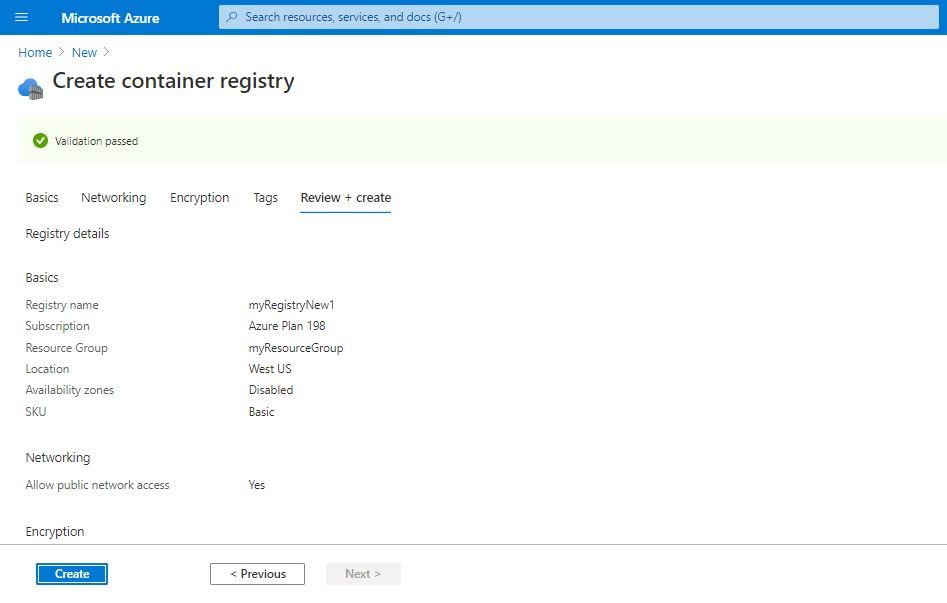 Microsoft Azure
Search resources, services, and docs (G+/)
Home > New >
Create container registry
Validation passed
Basics Networking Encryption Tags Review + create
Registry details
Basics
Registry name myRegistryNew1
Subscription Azure Plan 198
Resource Group myResourceGroup
Location West US
Availability zones Disabled
SKU Basic
Networking
Allow public network access Yes
Encryption
Create < Previous Next >